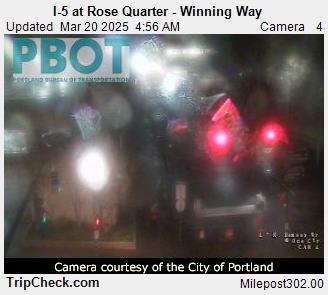 I-5 at Rose Quarter - Winning Way
Updated Mar 20 2025 4:56 AM Camera 4
PBOT
PORTLAND BUREAU OF TRANSPORTATION
Camera courtesy of the City of Portland
TripCheck.com Milepost302.00